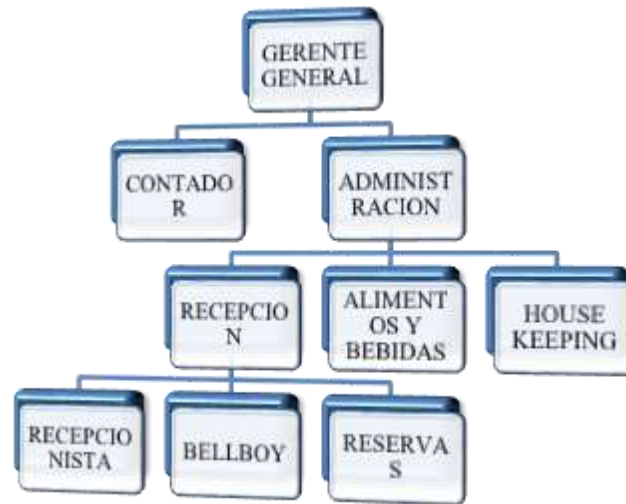 GERENTE
GENERAL
CONTADO
R
ADMINIST
RACION
RECEPCIO
N
ALIMENT
OS Y
BEBIDAS
HOUSE
KEEPING
RECEPCIO
NISTA
BELLBOY
RESERVA
S